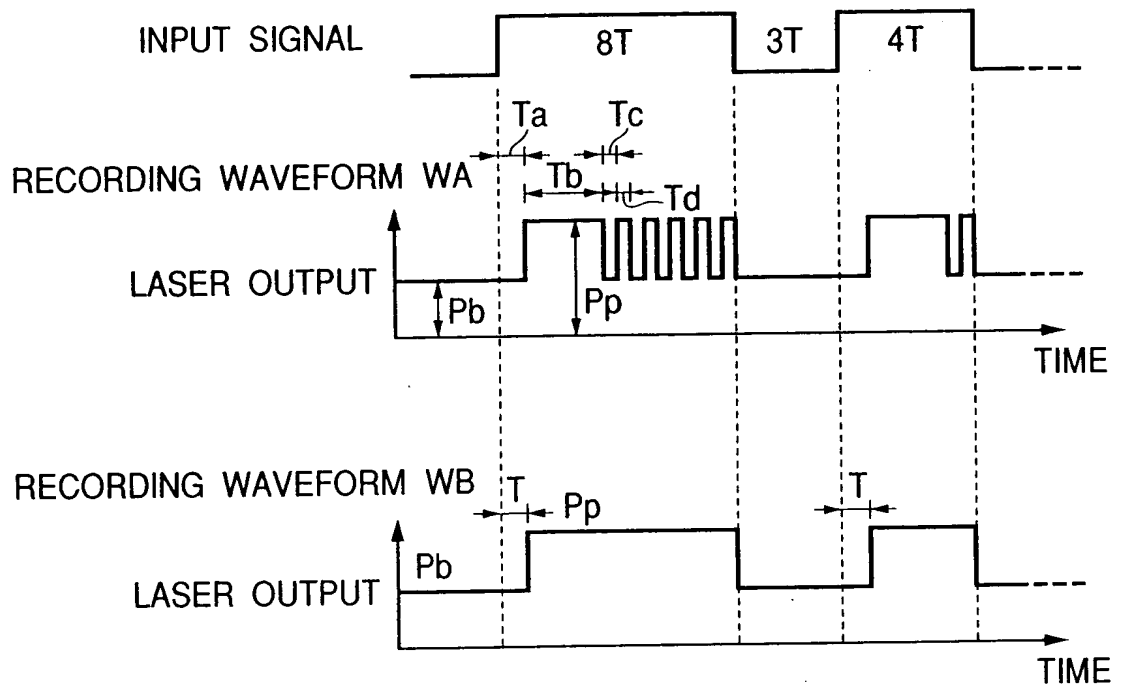 INPUT SIGNAL
8T
3T
4T
Ta
Tc
RECORDING WAVEFORM WA
Tb
Td
LASER OUTPUT
Pb
Pp
TIME
RECORDING WAVEFORM WB
T
Pp
T
Pb
LASER OUTPUT
TIME